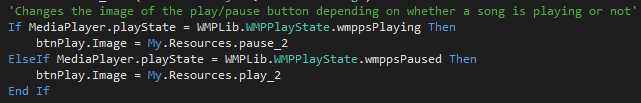 'Changes the image of the play/pause button depending on whether a song is playing or not'
If MediaPlayer.playState = WMPLib.WMPPlayState.wmppsPlaying Then
btnPlay.Image = My.Resources.pause_2
ElseIf MediaPlayer.playState = WMPLib.WMPPlayState.wmppsPaused Then
btnPlay.Image = My.Resources.play_2
End If